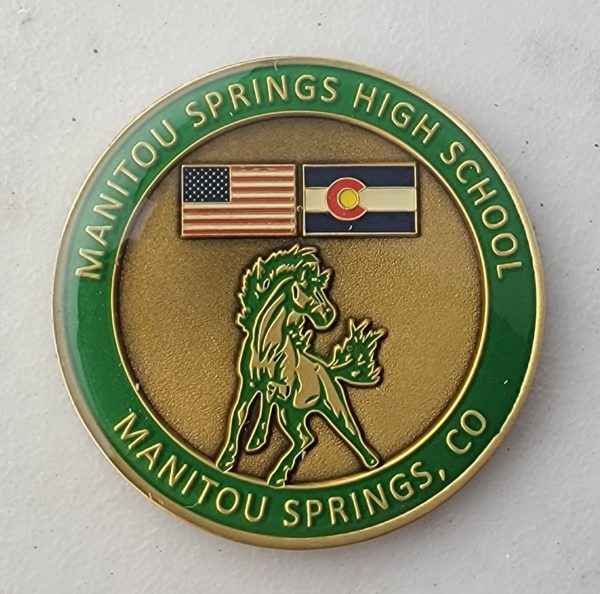 MANITOU SPRINGS HIGH SCHOOL
MANITOU SPRINGS, CO